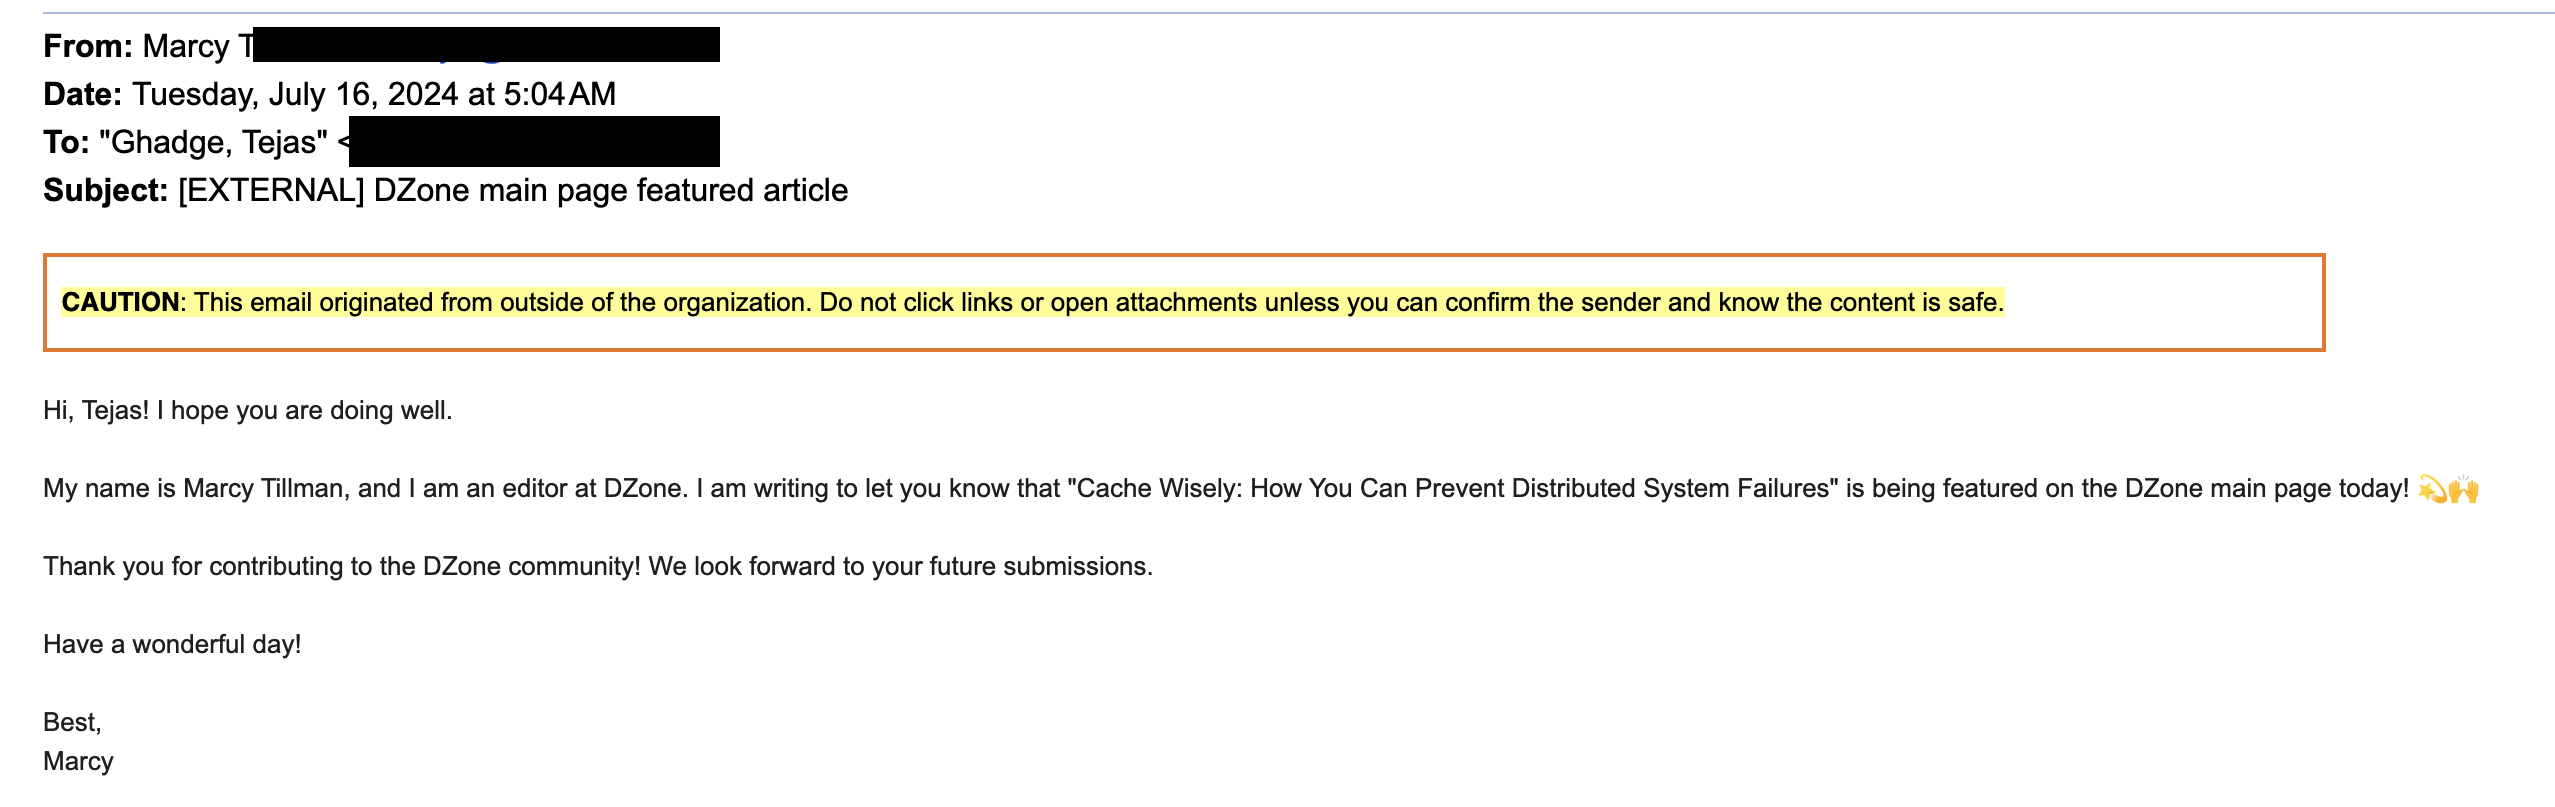 From: Marcy T
Date: Tuesday, July 16, 2024 at 5:04 AM
To: "Ghadge, Tejas" <
Subject: [EXTERNAL] DZone main page featured article
CAUTION: This email originated from outside of the organization. Do not click links or open attachments unless you can confirm the sender and know the content is safe.
Hi, Tejas! I hope you are doing well.
My name is Marcy Tillman, and I am an editor at DZone. I am writing to let you know that "Cache Wisely: How You Can Prevent Distributed System Failures" is being featured on the DZone main page today! 💫🙌
Thank you for contributing to the DZone community! We look forward to your future submissions.
Have a wonderful day!
Best,
Marcy